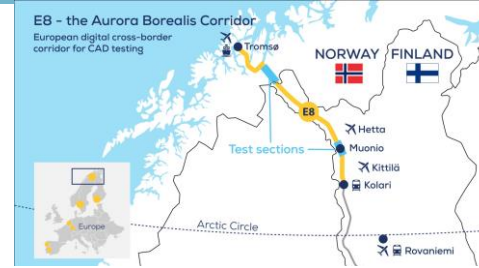 E8 - the Aurora Borealis Corridor
European digital cross-border
corridor for CAD testing
Tromsø
NORWAY
FINLAND
E8
Hetta
Test sections
Muonio
Kittilä
Kolari
Europe
Arctic Circle
Rovaniemi